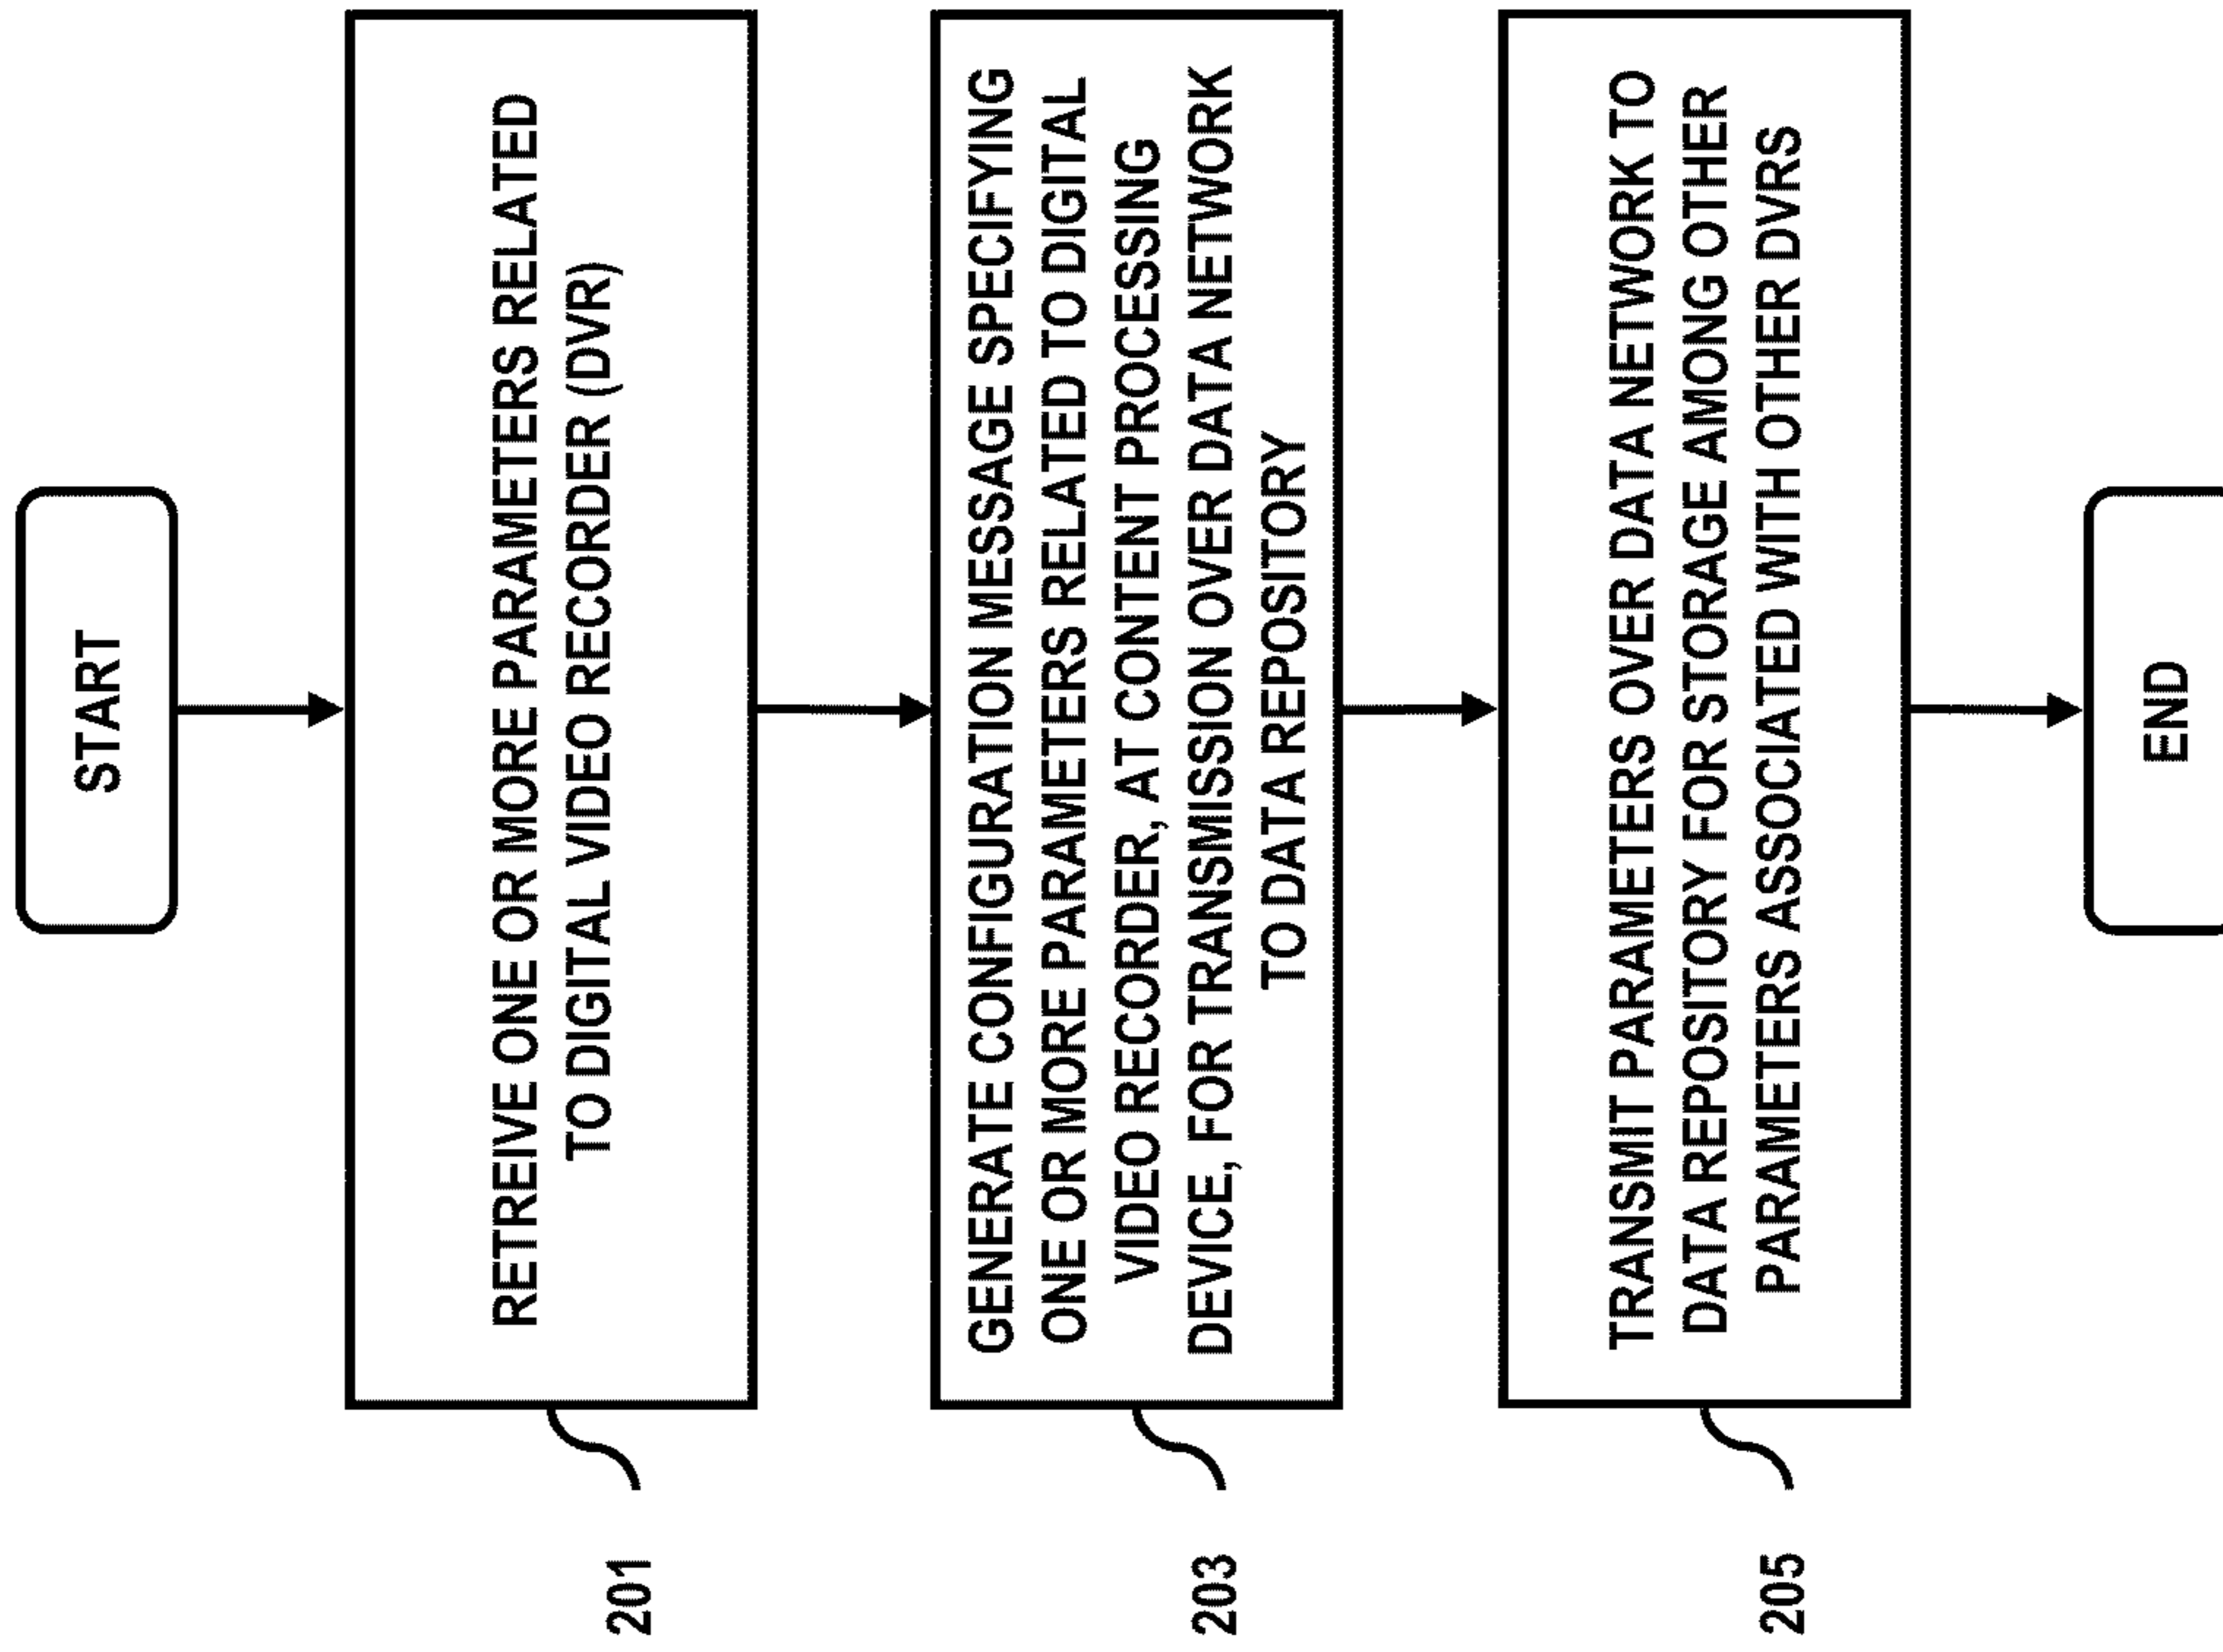 START
RETREIVE ONE OR MORE PARAMETERS RELATED
TO DIGITAL VIDEO RECORDER (DVR)
201
GENERATE CONFIGURATION MESSAGE SPECIFYING
ONE OR MORE PARAMETERS RELATED TO DIGITAL
VIDEO RECORDER, AT CONTENT PROCESSING
DEVICE, FOR TRANSMISSION OVER DATA NETWORK
TO DATA REPOSITORY
203
TRANSMIT PARAMETERS OVER DATA NETWORK TO
DATA REPOSITORY FOR STORAGE AMONG OTHER
PARAMETERS ASSOCIATED WITH OTHER DVRS
205
END